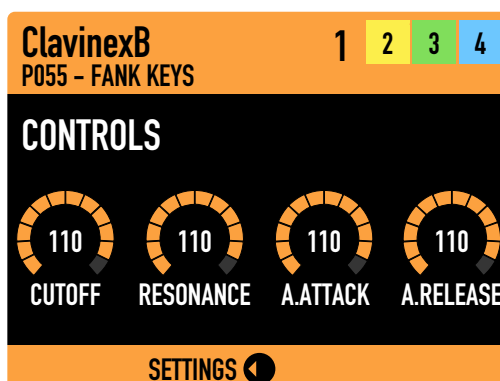 ClavinexB 1 2 3 4
P055 - FANK KEYS
CONTROLS
110 110 110 110
CUTOFF RESONANCE A.ATTACK A.RELEASE
SETTINGS